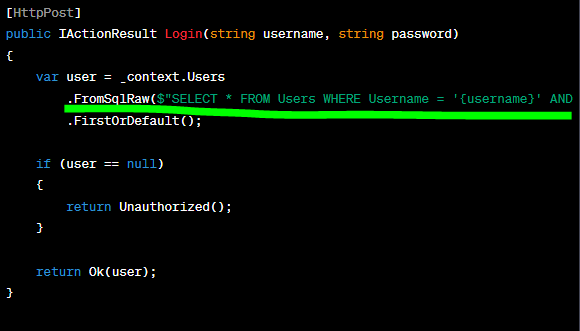 [HttpPost]
public IActionResult Login(string username, string password)
{
var user = _context.Users
.FromSqlRaw($"SELECT * FROM Users WHERE Username = '{username}' AND
.FirstOrDefault();
if (user == null)
{
return Unauthorized();
}
return Ok(user);
}